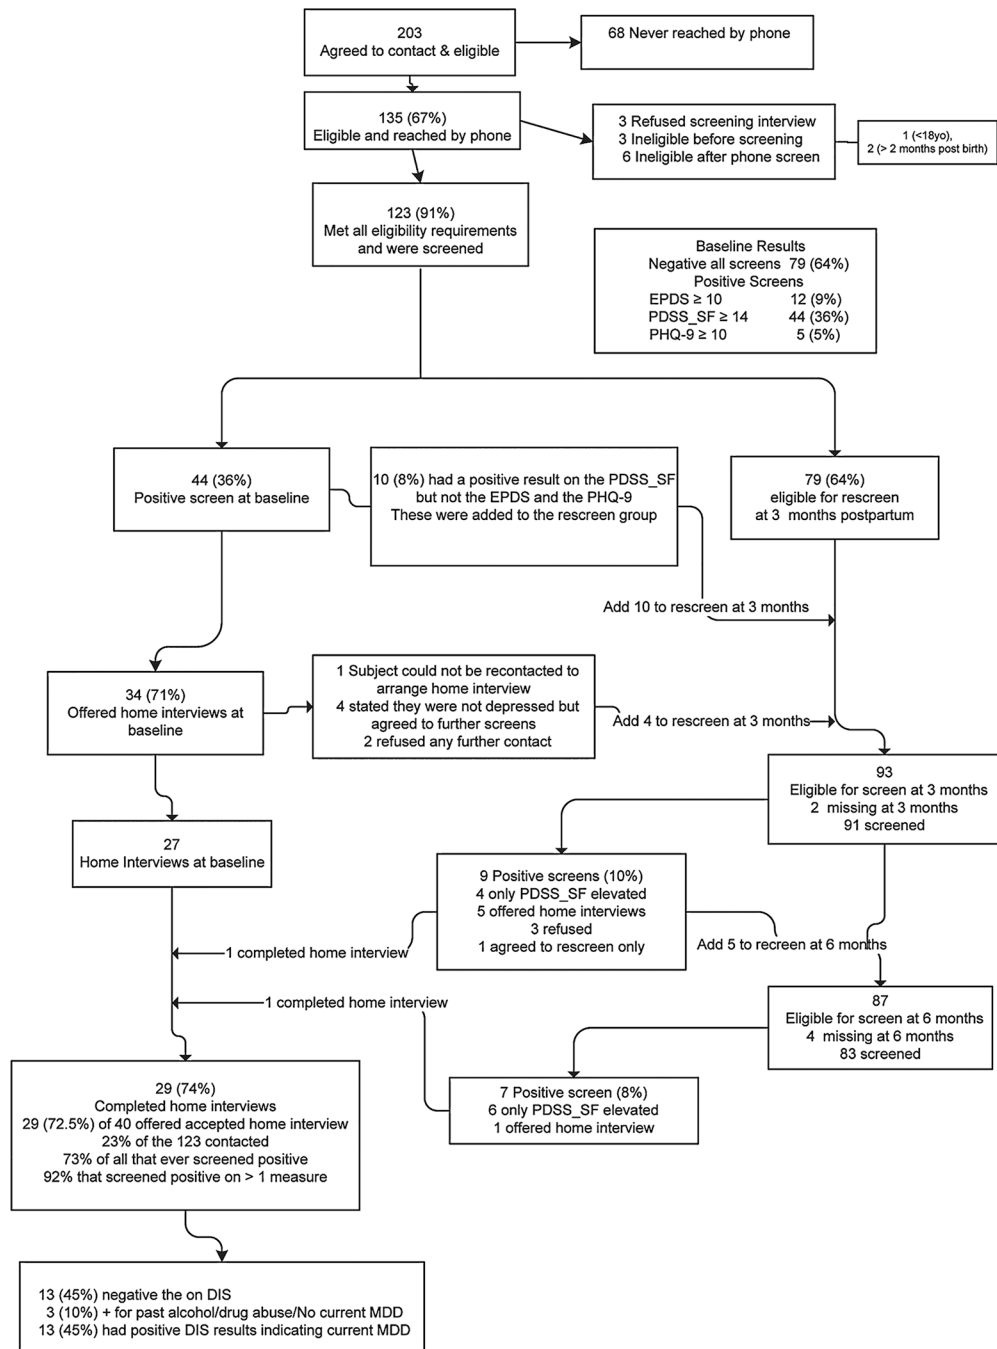 203
Agreed to contact & eligible
68 Never reached by phone
135 (67%)
Eligible and reached by phone
3 Refused screening interview
3 Ineligible before screening
6 Ineligible after phone screen
1 (<18yo),
2 (> 2 months post birth)
123 (91%)
Met all eligibility requirements
and were screened
Baseline Results
Negative all screens 79 (64%)
Positive Screens
EPDS ≥ 10 12 (9%)
PDSS_SF ≥ 14 44 (36%)
PHQ-9 ≥ 10 5 (5%)
44 (36%)
Positive screen at baseline
10 (8%) had a positive result on the PDSS_SF
but not the EPDS and the PHQ-9
These were added to the rescreen group
79 (64%)
eligible for rescreen
at 3 months postpartum
Add 10 to rescreen at 3 months
34 (71%)
Offered home interviews at
baseline
1 Subject could not be recontacted to
arrange home interview
4 stated they were not depressed but
agreed to further screens
2 refused any further contact
Add 4 to rescreen at 3 months
93
Eligible for screen at 3 months
2 missing at 3 months
91 screened
27
Home Interviews at baseline
9 Positive screens (10%)
4 only PDSS_SF elevated
5 offered home interviews
3 refused
1 agreed to rescreen only
1 completed home interview
Add 5 to recreen at 6 months
1 completed home interview
87
Eligible for screen at 6 months
4 missing at 6 months
83 screened
7 Positive screen (8%)
6 only PDSS_SF elevated
1 offered home interview
29 (74%)
Completed home interviews
29 (72.5%) of 40 offered accepted home interview
23% of the 123 contacted
73% of all that ever screened positive
92% that screened positive on > 1 measure
13 (45%) negative the on DIS
3 (10%) + for past alcohol/drug abuse/No current MDD
13 (45%) had positive DIS results indicating current MDD